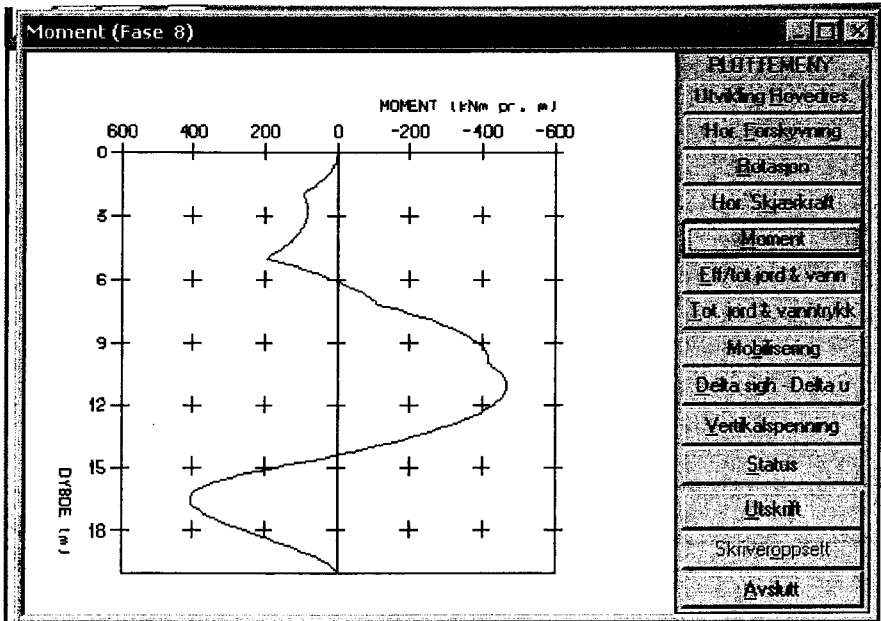 Moment (Fase 8)
MOMENT (kNm pr. m)
600 400 200 0 -200 -400 -600
0
3
6
9
12
15
18
DYBDE (m)
PLOTTEMENY
Utvikling Hovedres.
Hor. Forskyvning
Rotasjon
Hor. Skjærkraft
Moment
Eff/tot jord & vann
Tot. jord & vanntrykk
Mobilisering
Delta sigh - Delta u
Vertikalspenning
Status
Utskrift
Skriveroppsett
Avslutt